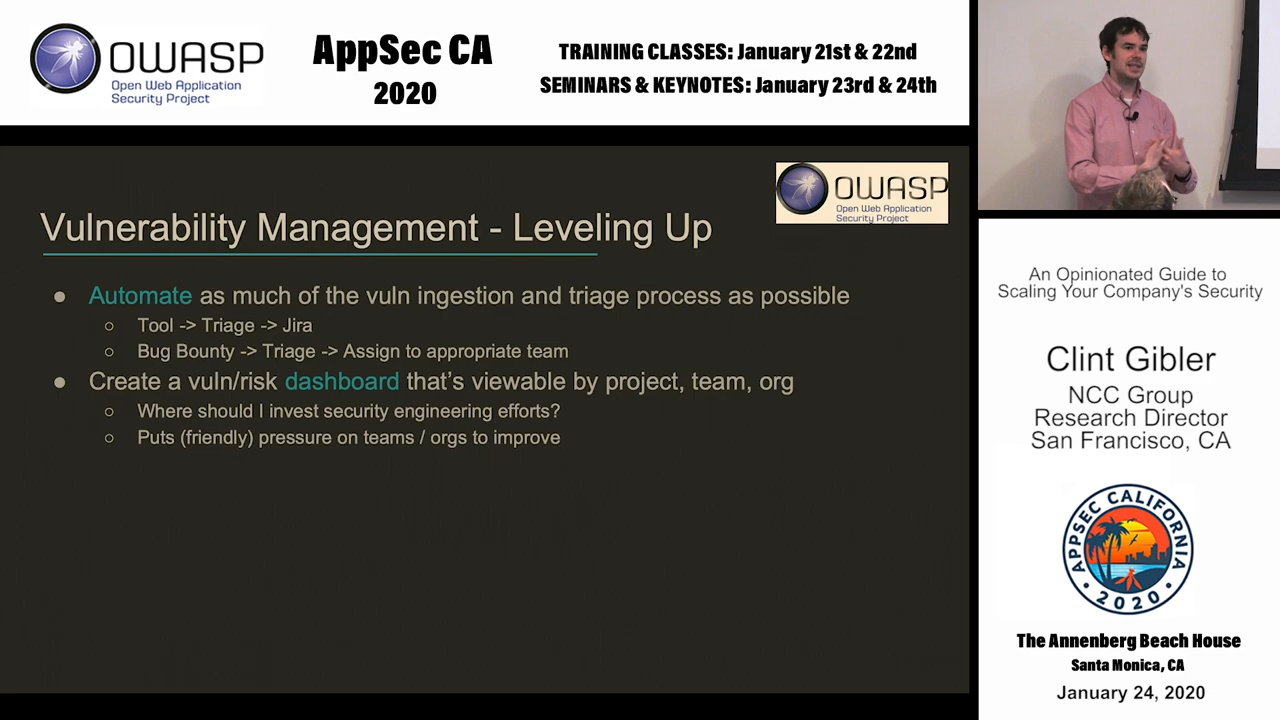 OWASP
Open Web Application
Security Project
AppSec CA
2020
TRAINING CLASSES: January 21st & 22nd
SEMINARS & KEYNOTES: January 23rd & 24th
OWASP
Open Web Application
Security Project
Vulnerability Management - Leveling Up
● Automate as much of the vuln ingestion and triage process as possible
○ Tool -> Triage -> Jira
○ Bug Bounty -> Triage -> Assign to appropriate team
● Create a vuln/risk dashboard that's viewable by project, team, org
○ Where should I invest security engineering efforts?
○ Puts (friendly) pressure on teams / orgs to improve
An Opinionated Guide to
Scaling Your Company's Security
Clint Gibler
NCC Group
Research Director
San Francisco, CA
APPSEC CALIFORNIA
• 2020 •
The Annenberg Beach House
Santa Monica, CA
January 24, 2020